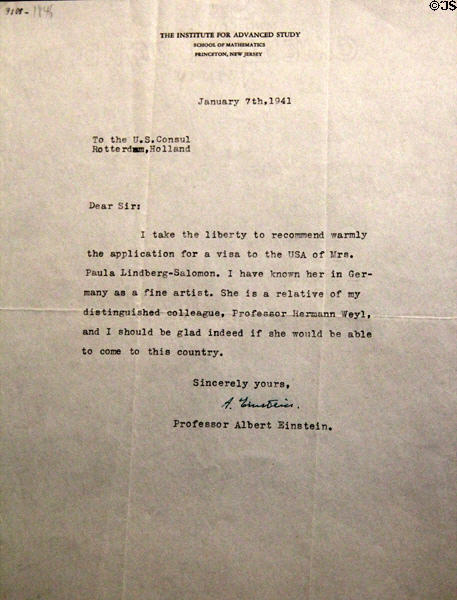 ©JS
THE INSTITUTE FOR ADVANCED STUDY
SCHOOL OF MATHEMATICS
PRINCETON, NEW JERSEY
January 7th,1941
To the U.S.Consul
Rotterdam,Holland
Dear Sir:
I take the liberty to recommend warmly
the application for a visa to the USA of Mrs.
Paula Lindberg-Salomon. I have known her in Ger-
many as a fine artist. She is a relative of my
distinguished colleague, Professor Hermann Weyl,
and I should be glad indeed if she would be able
to come to this country.
Sincerely yours,
A. Einstein.
Professor Albert Einstein.